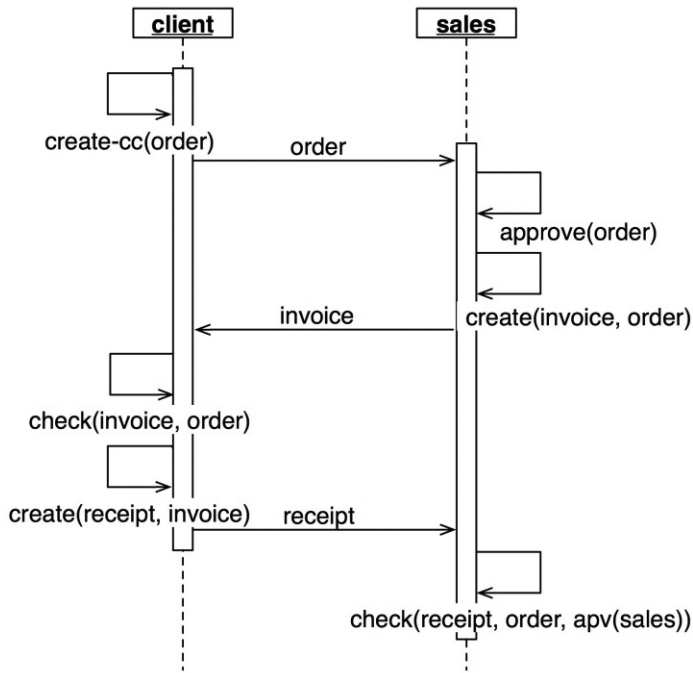 client
sales
create-cc(order)
order
approve(order)
create(invoice, order)
invoice
check(invoice, order)
create(receipt, invoice)
receipt
check(receipt, order, apv(sales))